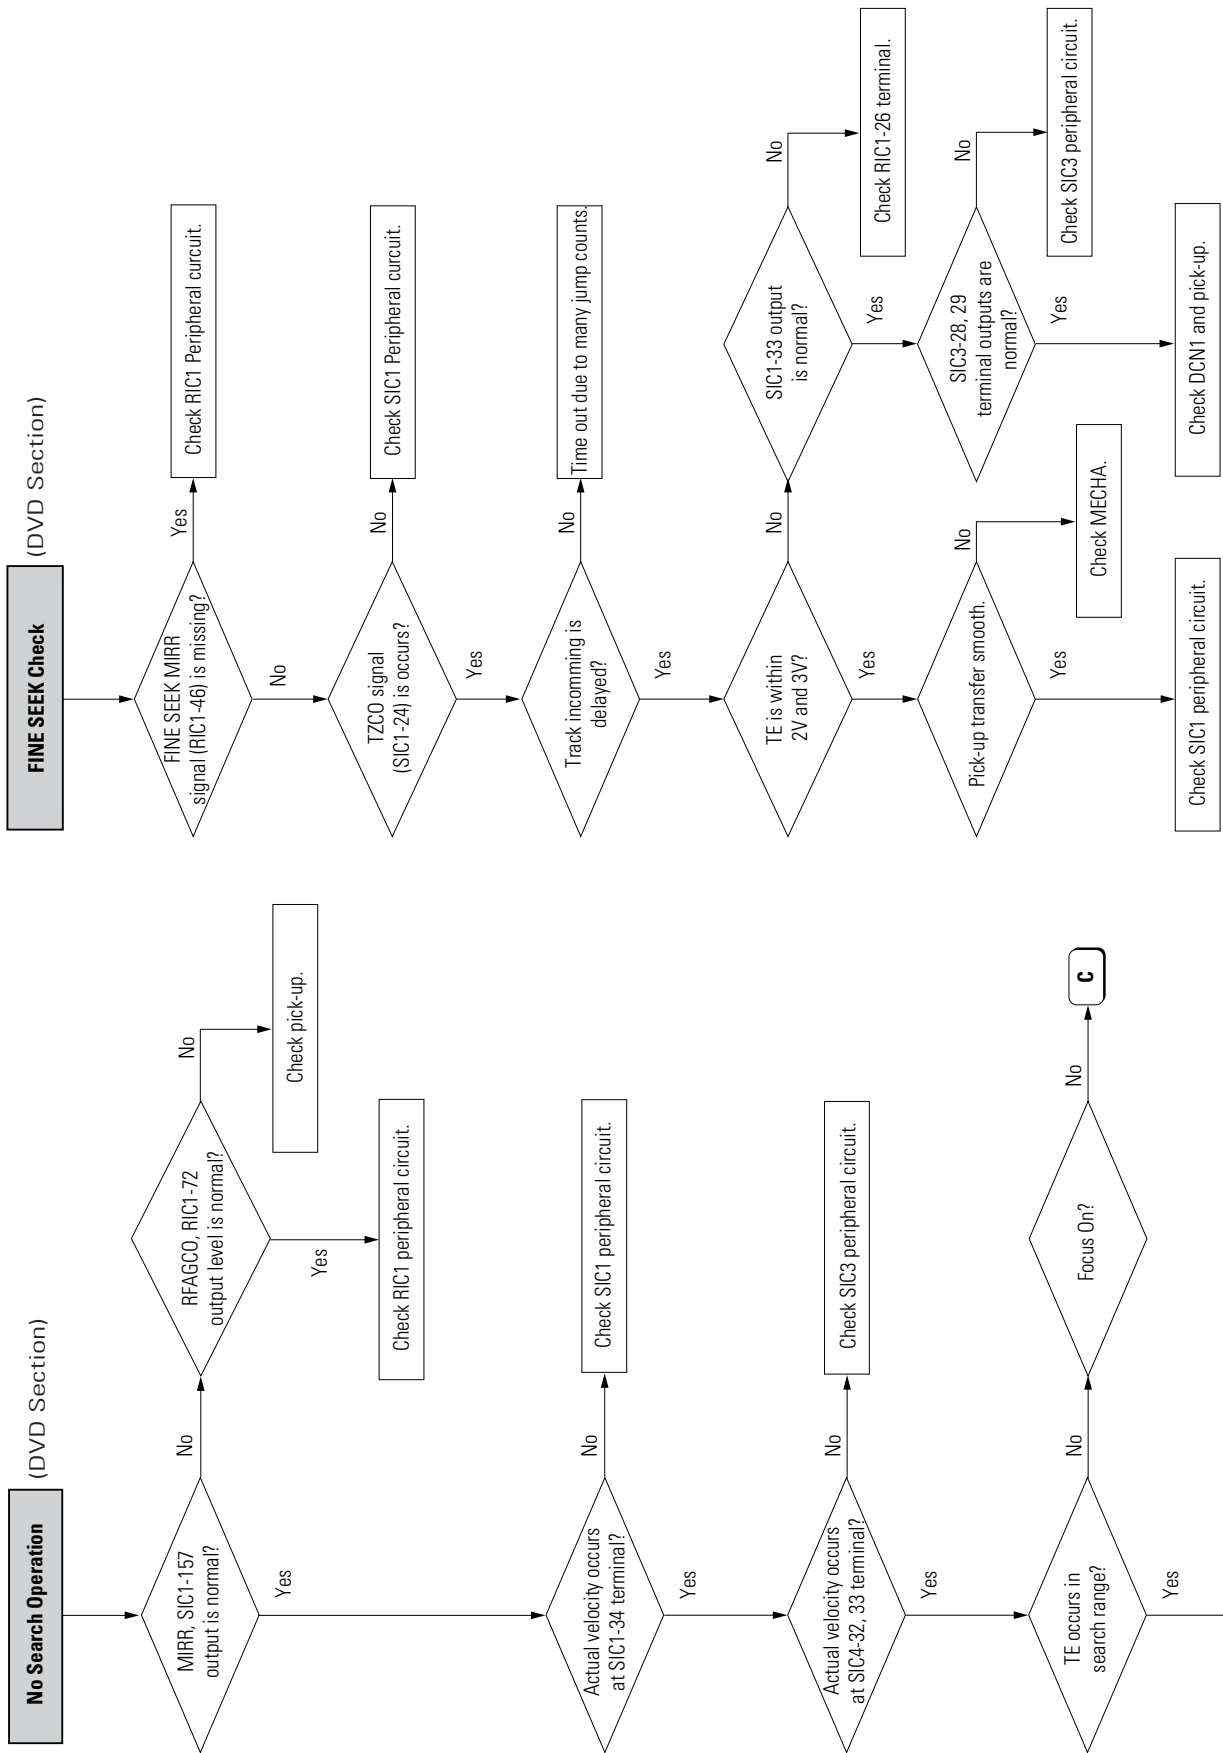 No Search Operation
(DVD Section)
MIRR, SIC1-157
output is normal?
No
RFAGCO, RIC1-72
output level is normal?
No
Check pick-up.
Yes
Check RIC1 peripheral circuit.
Yes
Actual velocity occurs
at SIC1-34 terminal?
No
Check SIC1 peripheral circuit.
Yes
Actual velocity occurs
at SIC4-32, 33 terminal?
No
Check SIC3 peripheral circuit.
Yes
TE occurs in
search range?
No
Focus On?
No
C
Yes
FINE SEEK Check
(DVD Section)
FINE SEEK MIRR
signal (RIC1-46) is missing?
Yes
Check RIC1 Peripheral curcuit.
No
TZCO signal
(SIC1-24) is occurs?
No
Check SIC1 Peripheral curcuit.
Yes
Track incomming is
delayed?
No
Time out due to many jump counts.
Yes
TE is within
2V and 3V?
No
SIC1-33 output
is normal?
No
Check RIC1-26 terminal.
Yes
SIC3-28, 29
terminal outputs are
normal?
No
Check SIC3 peripheral circuit.
Yes
Check DCN1 and pick-up.
Yes
Pick-up transfer smooth.
No
Check MECHA.
Yes
Check SIC1 peripheral circuit.